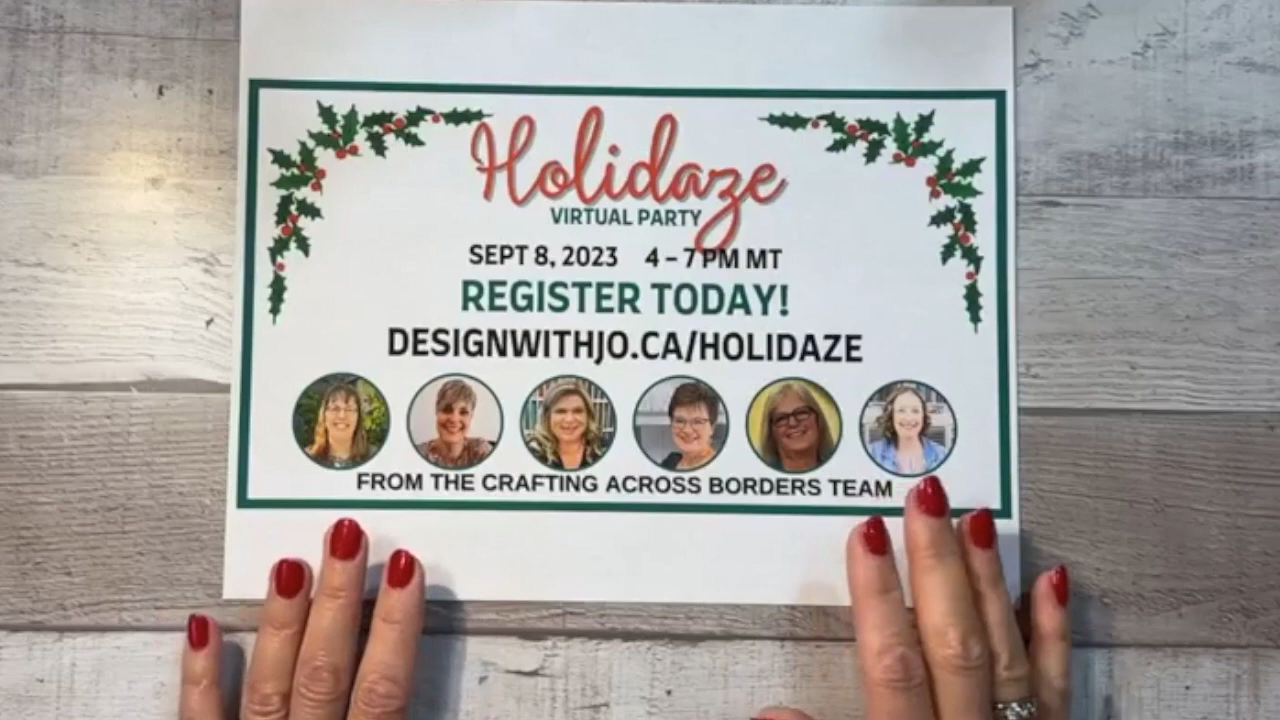 Holidaze
VIRTUAL PARTY
SEPT 8, 2023 4 – 7 PM MT
REGISTER TODAY!
DESIGNWITHJO.CA/HOLIDAZE
FROM THE CRAFTING ACROSS BORDERS TEAM